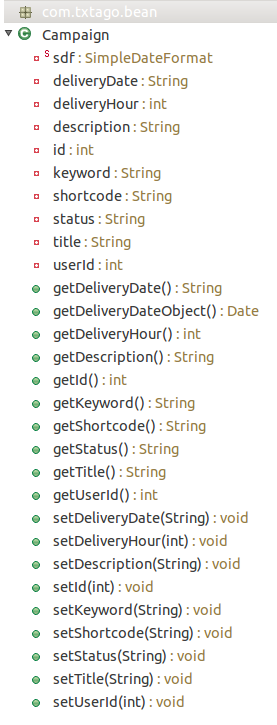 com.txtago.bean
Campaign
S sdf : SimpleDateFormat
deliveryDate : String
deliveryHour : int
description : String
id : int
keyword : String
shortcode : String
status : String
title : String
userId : int
getDeliveryDate() : String
getDeliveryDateObject() : Date
getDeliveryHour() : int
getDescription() : String
getId() : int
getKeyword() : String
getShortcode() : String
getStatus() : String
getTitle() : String
getUserId() : int
setDeliveryDate(String) : void
setDeliveryHour(int) : void
setDescription(String) : void
setId(int) : void
setKeyword(String) : void
setShortcode(String) : void
setStatus(String) : void
setTitle(String) : void
setUserId(int) : void